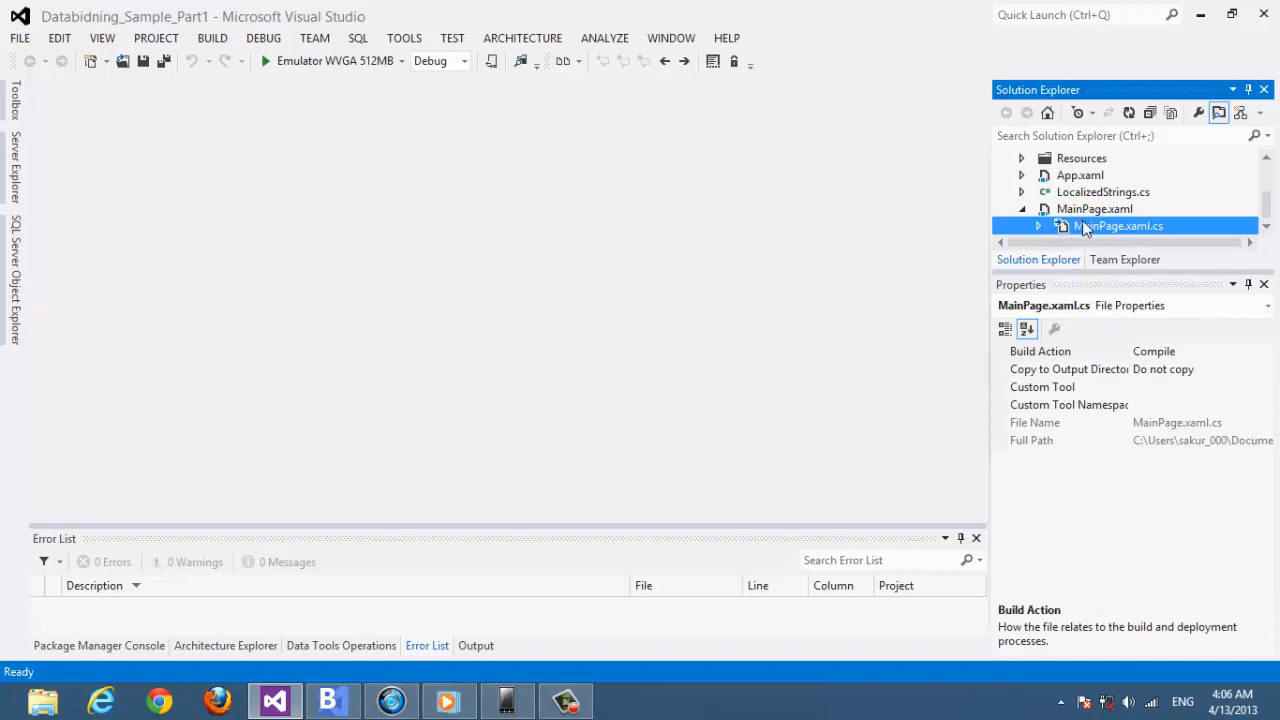 Databidning_Sample_Part1 - Microsoft Visual Studio
Quick Launch (Ctrl+Q)
FILE EDIT VIEW PROJECT BUILD DEBUG TEAM SQL TOOLS TEST ARCHITECTURE ANALYZE WINDOW HELP
Emulator WVGA 512MB Debug
Toolbox
Server Explorer
SQL Server Object Explorer
Solution Explorer
Search Solution Explorer (Ctrl+;)
Resources
App.xaml
LocalizedStrings.cs
MainPage.xaml
MainPage.xaml.cs
Solution Explorer Team Explorer
Properties
MainPage.xaml.cs File Properties
Build Action Compile
Copy to Output Director Do not copy
Custom Tool
Custom Tool Namespac
File Name MainPage.xaml.cs
Full Path C:\Users\sakur_000\Docume
Build Action
How the file relates to the build and deployment
processes.
Error List
0 Errors 0 Warnings 0 Messages
Search Error List
Description File Line Column Project
Package Manager Console Architecture Explorer Data Tools Operations Error List Output
Ready
ENG
4:06 AM
4/13/2013